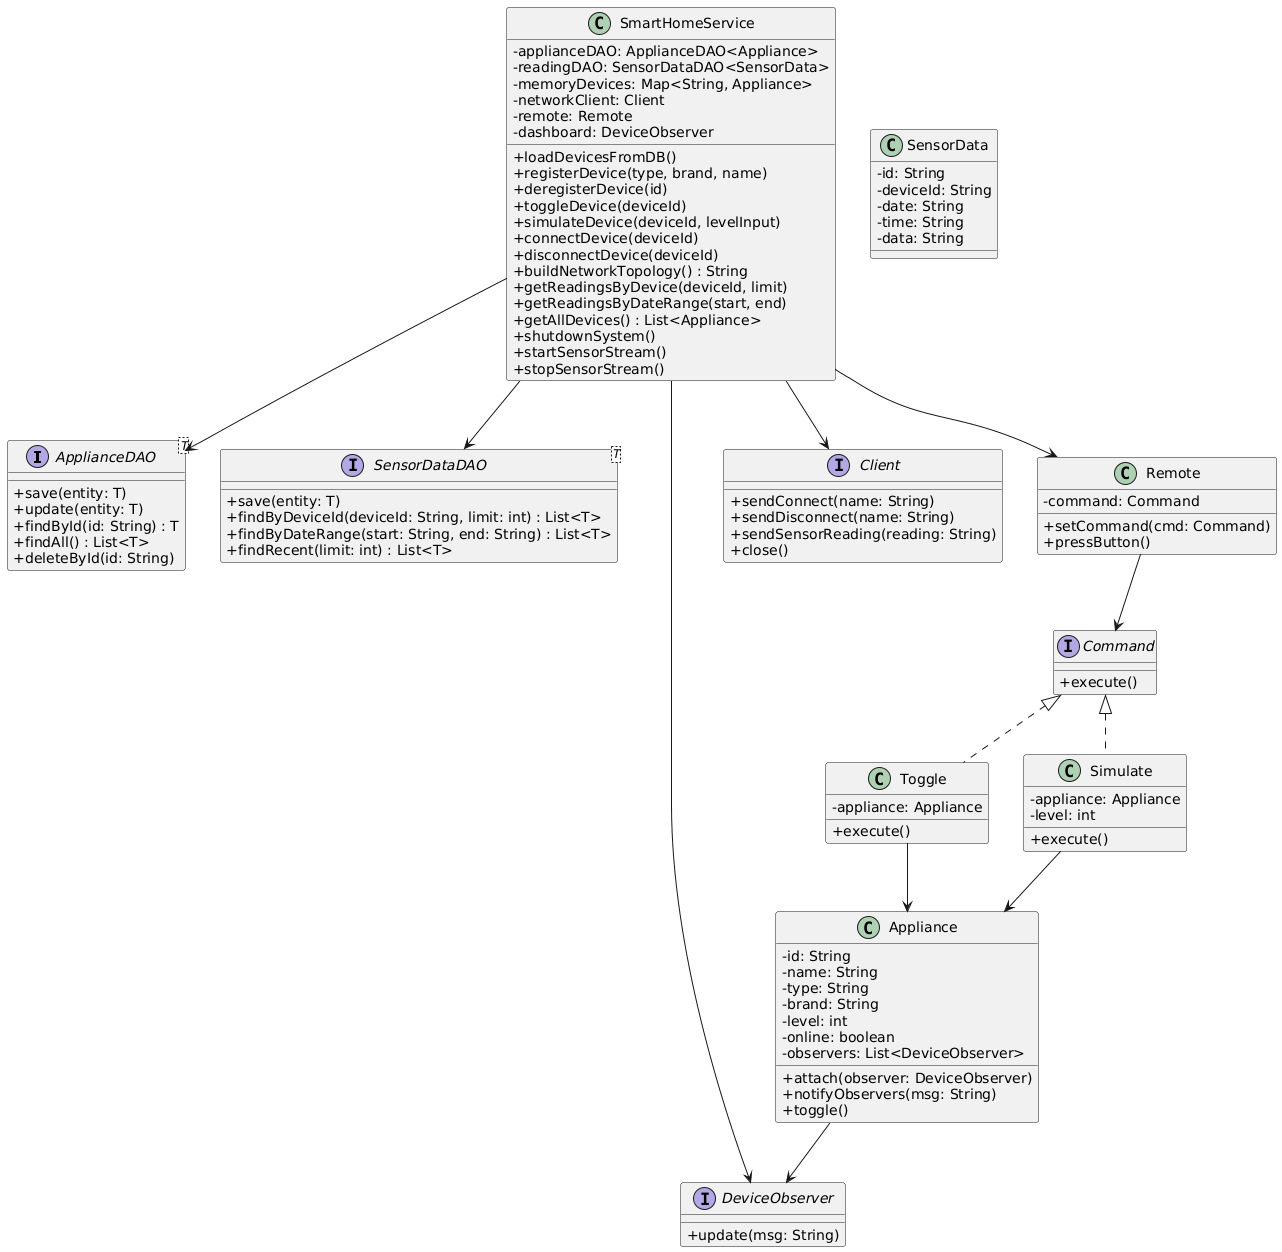 C SmartHomeService
-applianceDAO: ApplianceDAO<Appliance>
-readingDAO: SensorDataDAO<SensorData>
-memoryDevices: Map<String, Appliance>
-networkClient: Client
-remote: Remote
-dashboard: DeviceObserver
+loadDevicesFromDB()
+registerDevice(type, brand, name)
+deregisterDevice(id)
+toggleDevice(deviceId)
+simulateDevice(deviceId, levelInput)
+connectDevice(deviceId)
+disconnectDevice(deviceId)
+buildNetworkTopology() : String
+getReadingsByDevice(deviceId, limit)
+getReadingsByDateRange(start, end)
+getAllDevices() : List<Appliance>
+shutdownSystem()
+startSensorStream()
+stopSensorStream()
C SensorData
-id: String
-deviceId: String
-date: String
-time: String
-data: String
I ApplianceDAO T
+save(entity: T)
+update(entity: T)
+findById(id: String) : T
+findAll() : List<T>
+deleteById(id: String)
I SensorDataDAO T
+save(entity: T)
+findByDeviceId(deviceId: String, limit: int) : List<T>
+findByDateRange(start: String, end: String) : List<T>
+findRecent(limit: int) : List<T>
I Client
+sendConnect(name: String)
+sendDisconnect(name: String)
+sendSensorReading(reading: String)
+close()
C Remote
-command: Command
+setCommand(cmd: Command)
+pressButton()
I Command
+execute()
C Toggle
-appliance: Appliance
+execute()
C Simulate
-appliance: Appliance
-level: int
+execute()
C Appliance
-id: String
-name: String
-type: String
-brand: String
-level: int
-online: boolean
-observers: List<DeviceObserver>
+attach(observer: DeviceObserver)
+notifyObservers(msg: String)
+toggle()
I DeviceObserver
+update(msg: String)